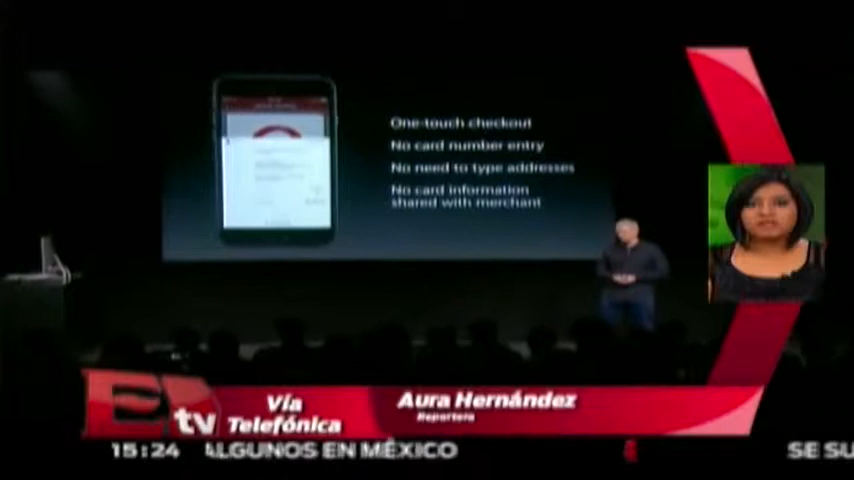 One-touch checkout
No card number entry
No need to type addresses
No card information
shared with merchant
E tv
Vía
Telefónica
Aura Hernández
Reportera
15:24 ALGUNOS EN MÉXICO SE SU